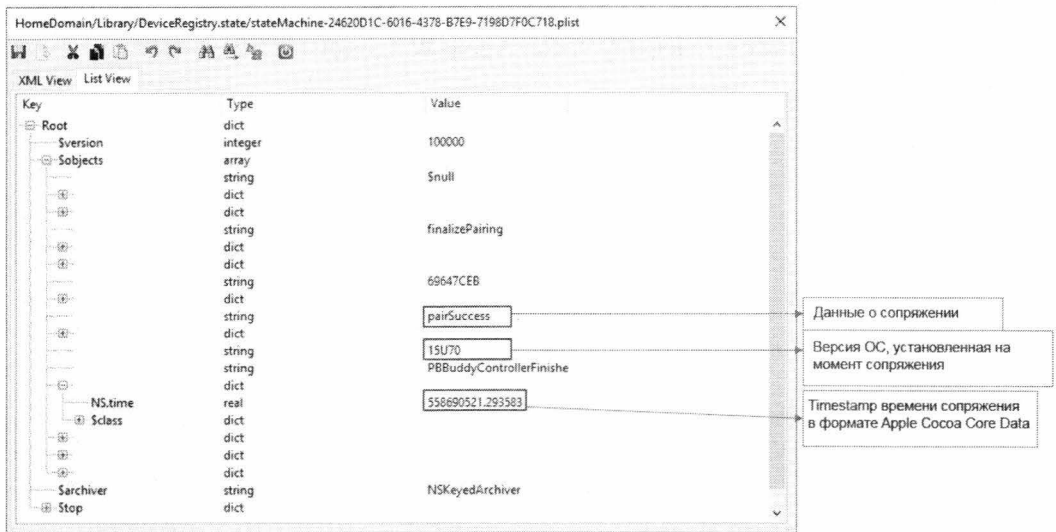 HomeDomain/Library/DeviceRegistry.state/stateMachine-24620D1C-6016-4378-B7E9-7198D7F0C718.plist
XML View List View
Key Type Value
Root dict
$version integer 100000
$objects array
string $null
dict
dict
string finalizePairing
dict
dict
string 69647CEB
dict
string pairSuccess
dict
string 15U70
string PBBuddyControllerFinishe
dict
NS.time real 558690521.293583
$class dict
dict
dict
dict
$archiver string NSKeyedArchiver
$top dict
Данные о сопряжении
Версия ОС, установленная на
момент сопряжения
Timestamp времени сопряжения
в формате Apple Cocoa Core Data